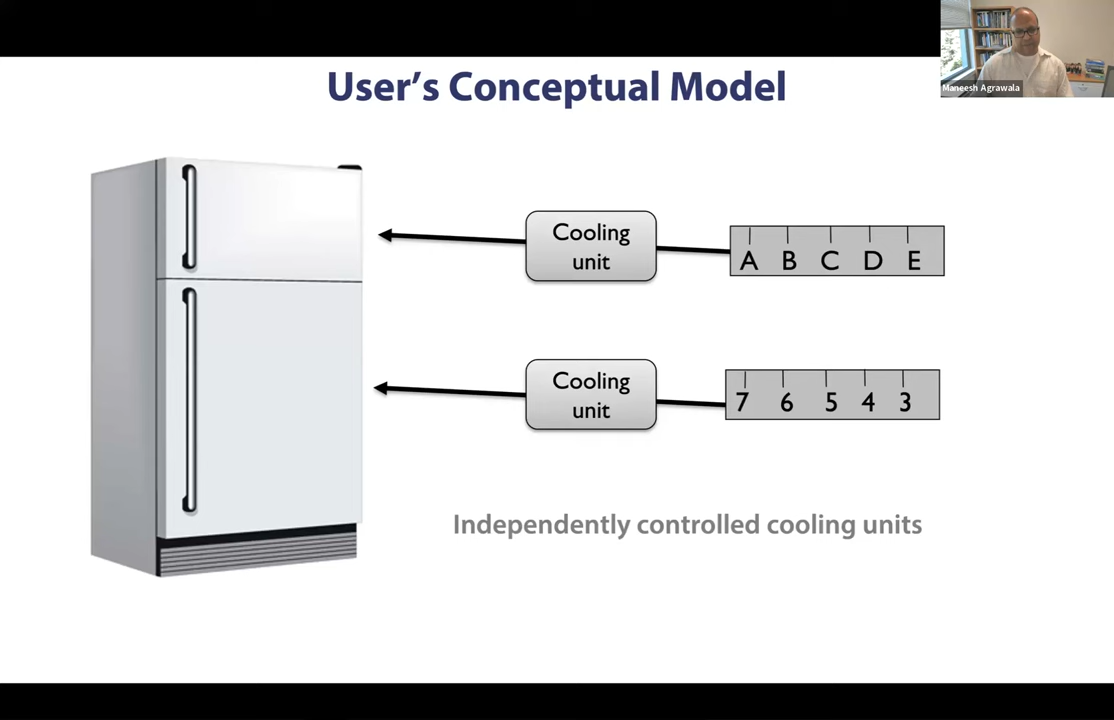 User's Conceptual Model
Maneesh Agrawala
Cooling
unit
A B C D E
Cooling
unit
7 6 5 4 3
Independently controlled cooling units